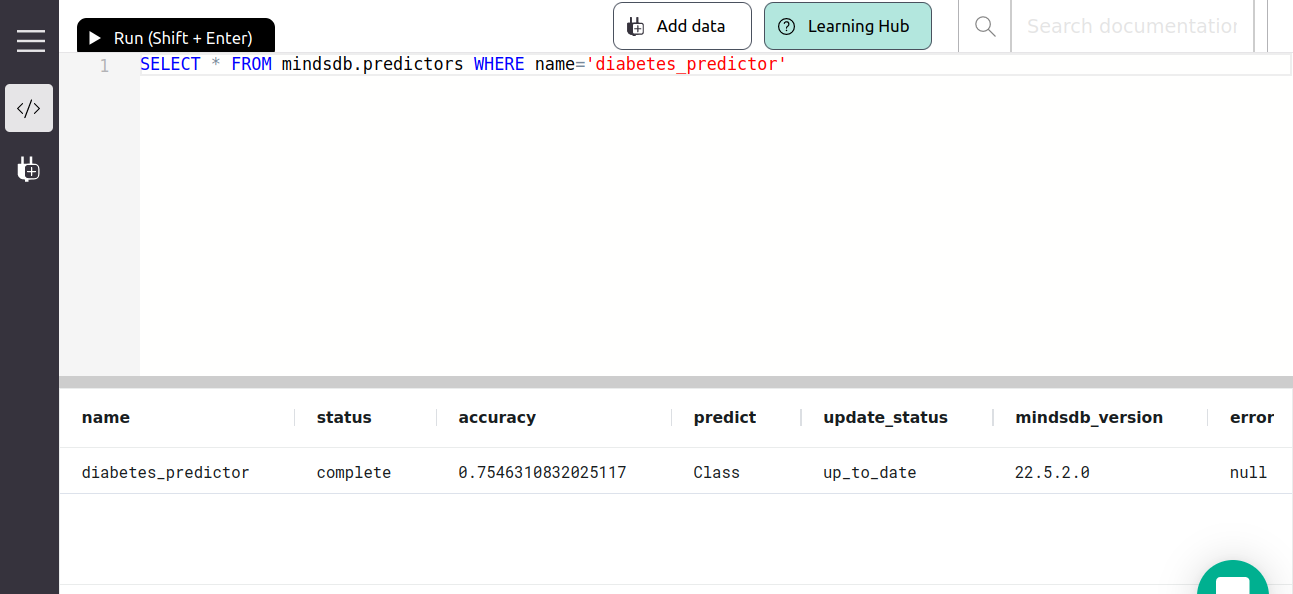 Run (Shift + Enter)
Add data
Learning Hub
Search documentation
1
SELECT * FROM mindsdb.predictors WHERE name='diabetes_predictor'
name status accuracy predict update_status mindsdb_version error
diabetes_predictor complete 0.7546310832025117 Class up_to_date 22.5.2.0 null